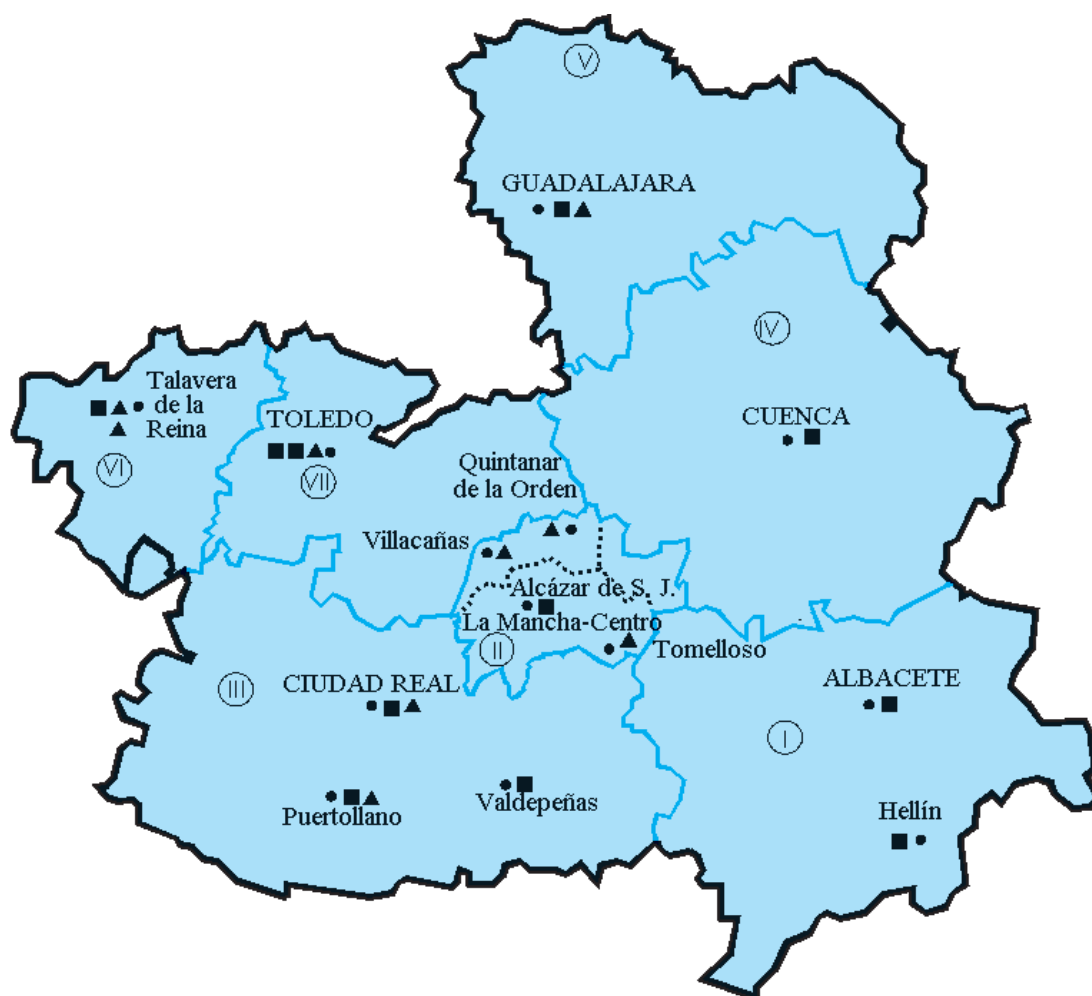 V
GUADALAJARA
IV
Talavera
de la
Reina
VI
TOLEDO
VII
CUENCA
Quintanar
de la Orden
Villacañas
Alcázar de S. J.
La Mancha-Centro
II
Tomelloso
III
CIUDAD REAL
ALBACETE
I
Puertollano
Valdepeñas
Hellín